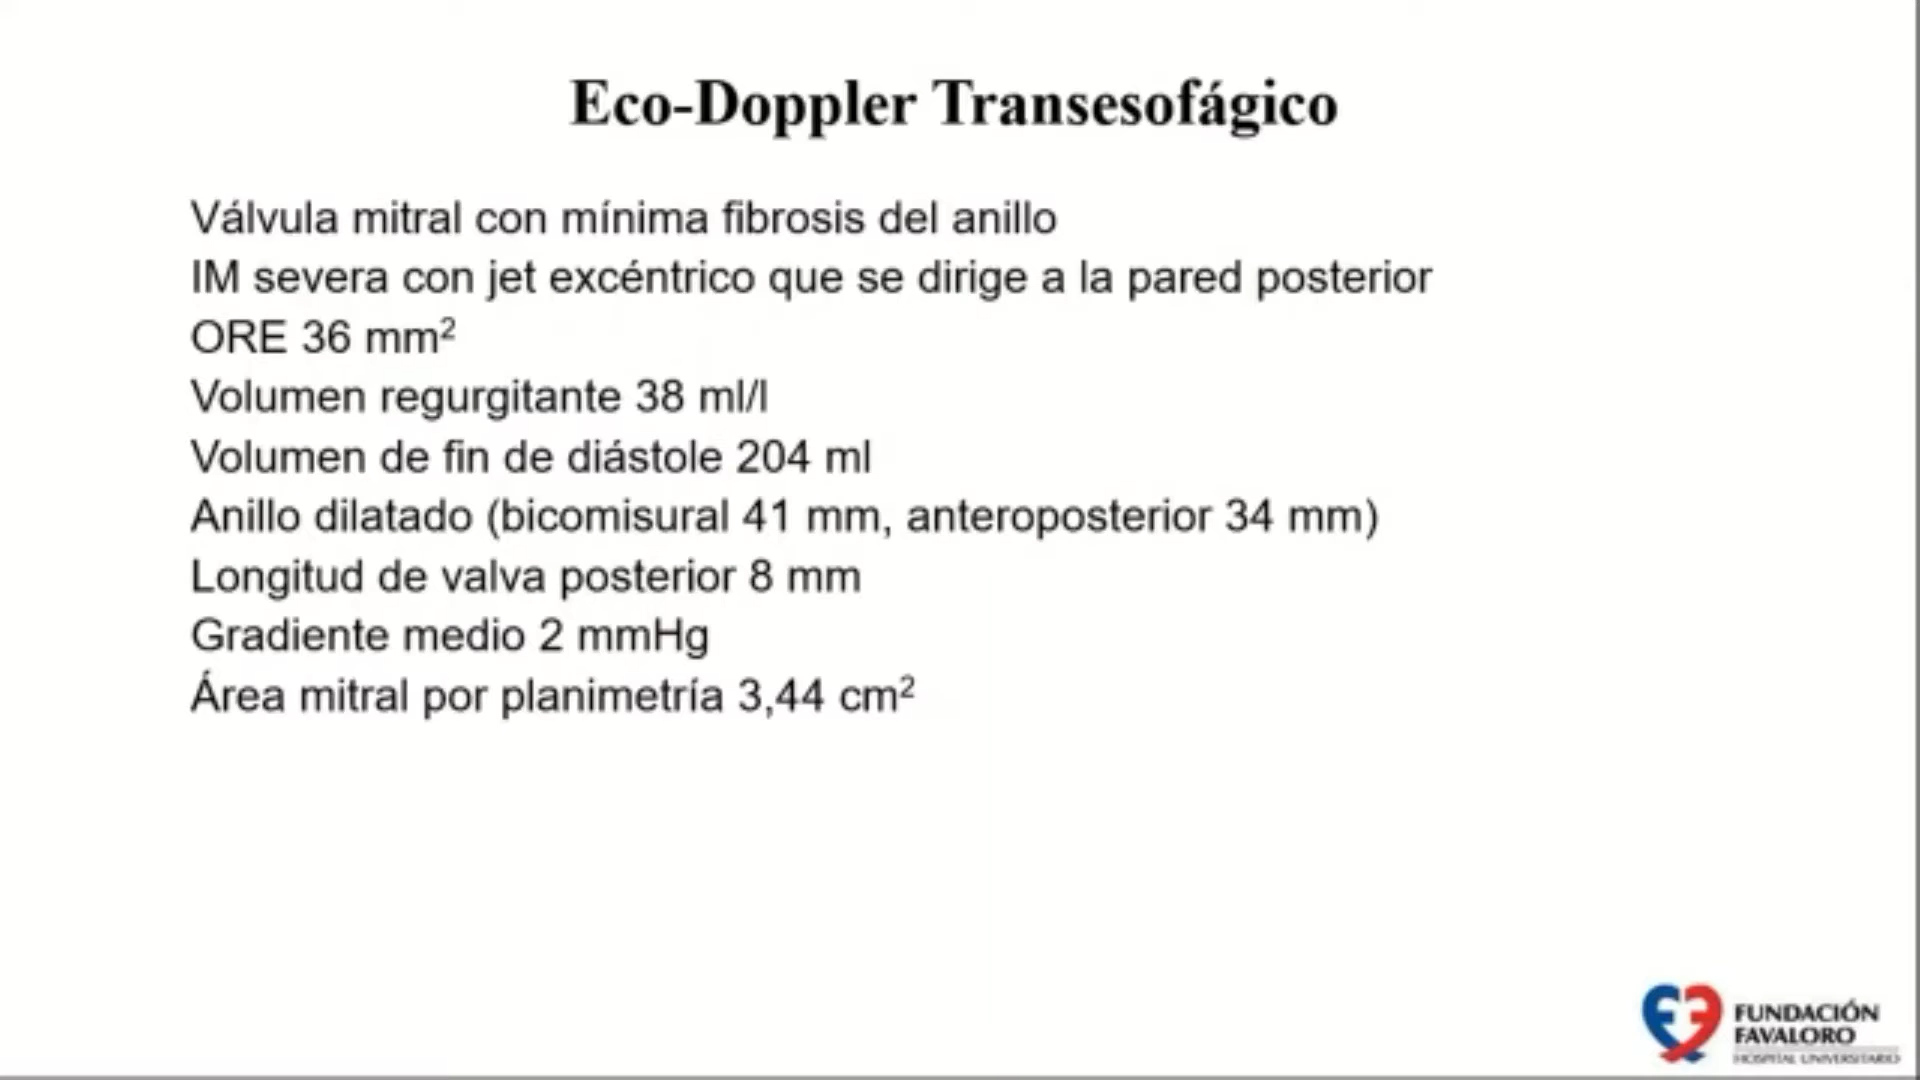 Eco-Doppler Transesofágico
Válvula mitral con mínima fibrosis del anillo
IM severa con jet excéntrico que se dirige a la pared posterior
ORE 36 mm²
Volumen regurgitante 38 ml/l
Volumen de fin de diástole 204 ml
Anillo dilatado (bicomisural 41 mm, anteroposterior 34 mm)
Longitud de valva posterior 8 mm
Gradiente medio 2 mmHg
Área mitral por planimetría 3,44 cm²
FUNDACIÓN
FAVALORO
HOSPITAL UNIVERSITARIO